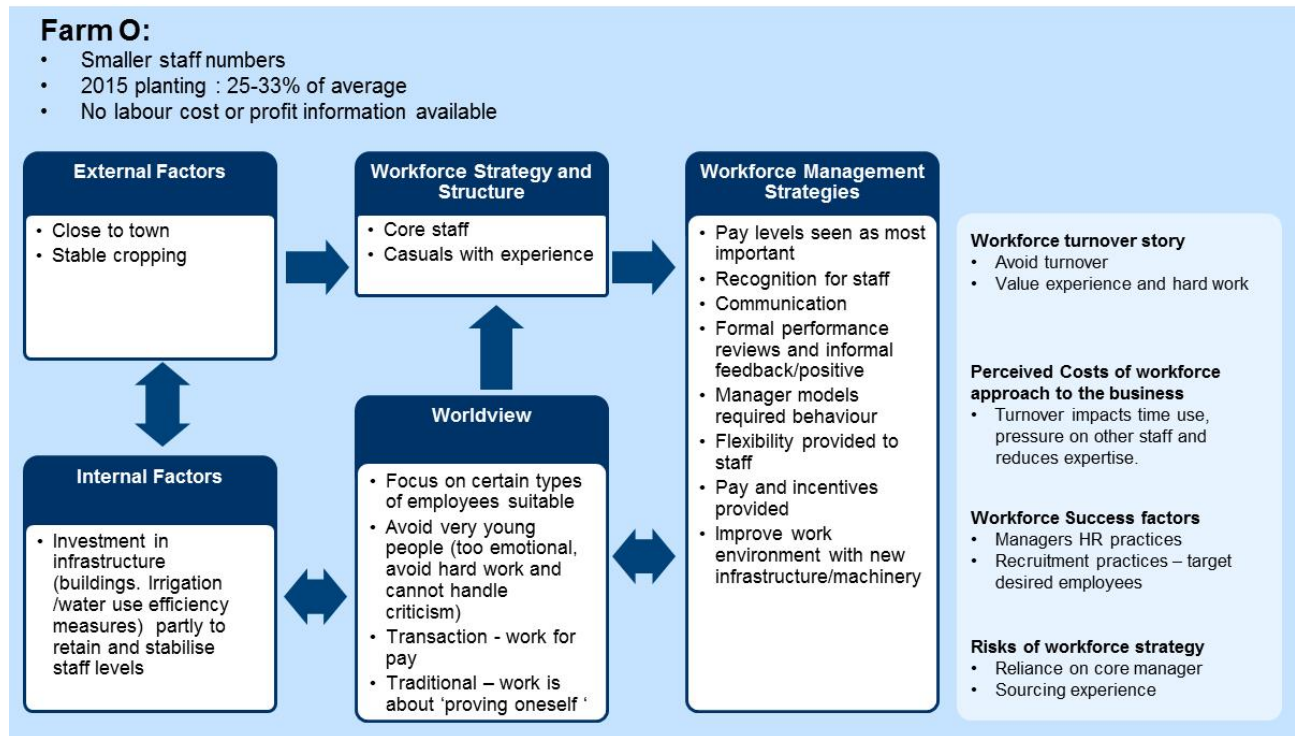 Farm O:
• Smaller staff numbers
• 2015 planting : 25-33% of average
• No labour cost or profit information available
External Factors
• Close to town
• Stable cropping
Internal Factors
• Investment in
infrastructure
(buildings. Irrigation
/water use efficiency
measures) partly to
retain and stabilise
staff levels
Workforce Strategy and
Structure
• Core staff
• Casuals with experience
Worldview
• Focus on certain types
of employees suitable
• Avoid very young
people (too emotional,
avoid hard work and
cannot handle
criticism)
• Transaction - work for
pay
• Traditional – work is
about ‘proving oneself ‘
Workforce Management
Strategies
• Pay levels seen as most
important
• Recognition for staff
• Communication
• Formal performance
reviews and informal
feedback/positive
• Manager models
required behaviour
• Flexibility provided to
staff
• Pay and incentives
provided
• Improve work
environment with new
infrastructure/machinery
Workforce turnover story
• Avoid turnover
• Value experience and hard work
Perceived Costs of workforce
approach to the business
• Turnover impacts time use,
pressure on other staff and
reduces expertise.
Workforce Success factors
• Managers HR practices
• Recruitment practices – target
desired employees
Risks of workforce strategy
• Reliance on core manager
• Sourcing experience